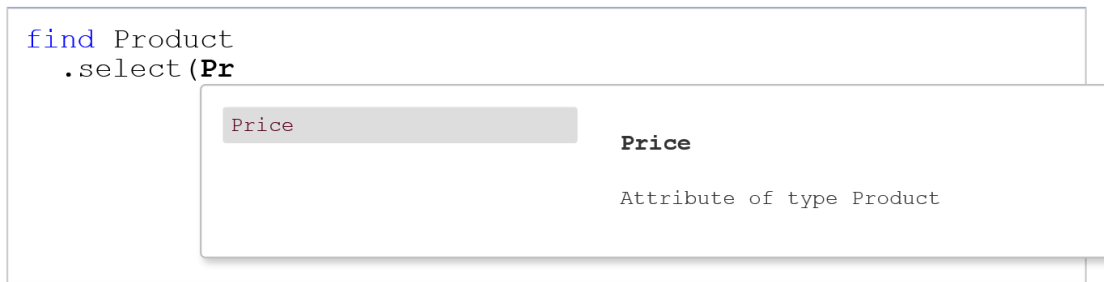 find Product
.select(Pr
Price
Price
Attribute of type Product